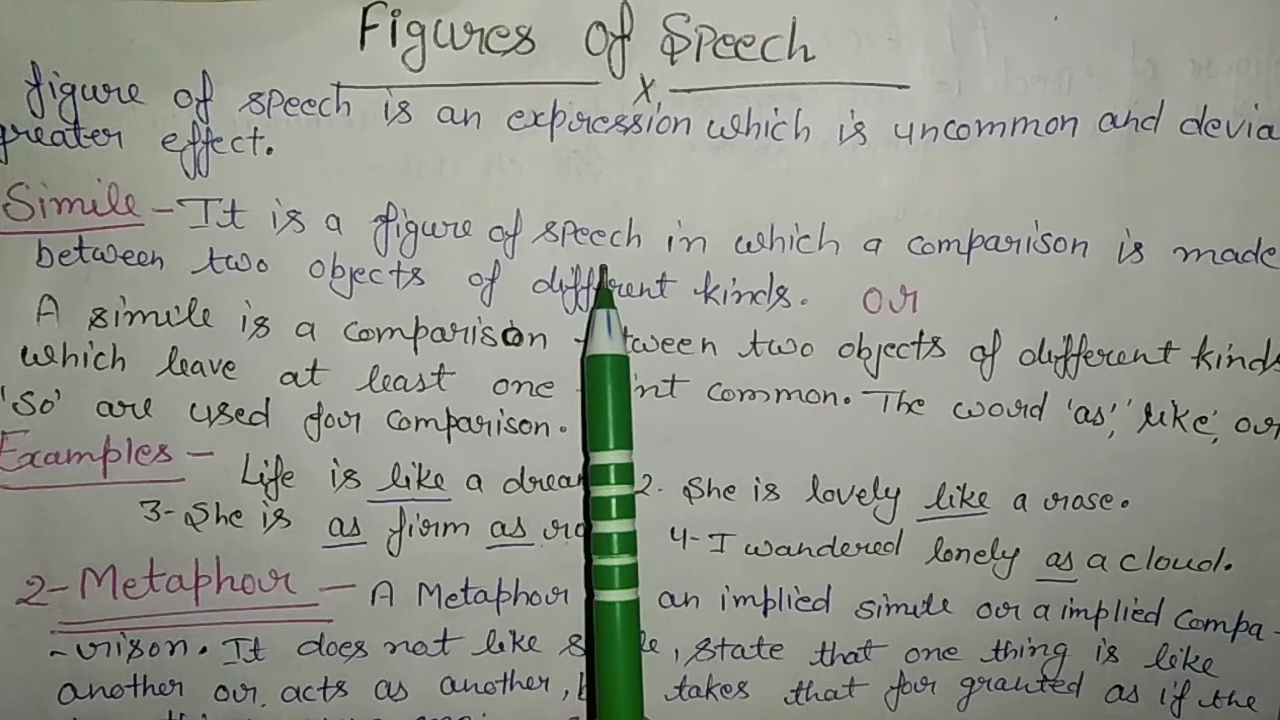 Figures Of Speech
x
figure of speech is an expression which is uncommon and devia
greater effect.
Simile - It is a figure of speech in which a comparison is made
between two objects of different kinds. Or
A simile is a comparison tween two objects of different kinds
which leave at least one int common. The word 'as', 'like', or
'So' are used for comparison.
Examples - Life is like a drea 2. She is lovely like a rose.
3- She is as firm as ro 4- I wandered lonely as a cloud.
2- Metaphor - A Metaphor an implied simile or a implied compa-
-rison. It does not like s le, state that one thing is like
another or acts as another, b takes that for granted as if the